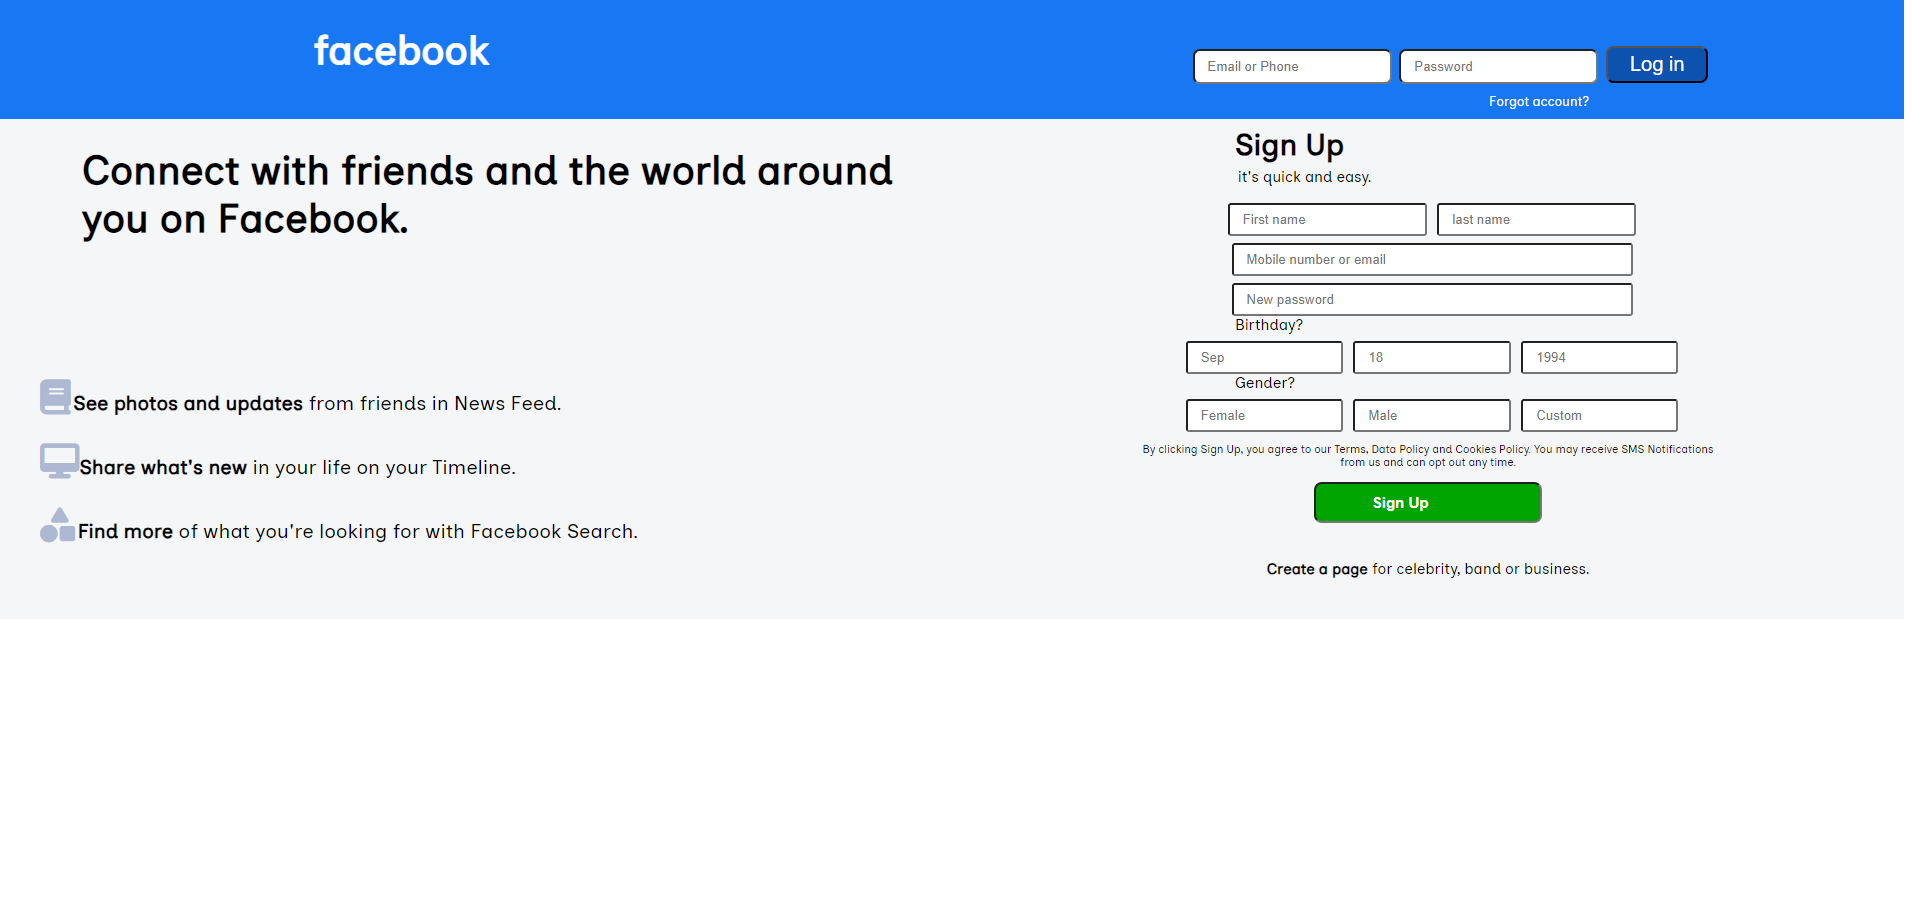 facebook
Email or Phone Password Log in
Forgot account?
Connect with friends and the world around
you on Facebook.
See photos and updates from friends in News Feed.
Share what's new in your life on your Timeline.
Find more of what you're looking for with Facebook Search.
Sign Up
it's quick and easy.
First name last name
Mobile number or email
New password
Birthday?
Sep 18 1994
Gender?
Female Male Custom
By clicking Sign Up, you agree to our Terms, Data Policy and Cookies Policy. You may receive SMS Notifications
from us and can opt out any time.
Sign Up
Create a page for celebrity, band or business.